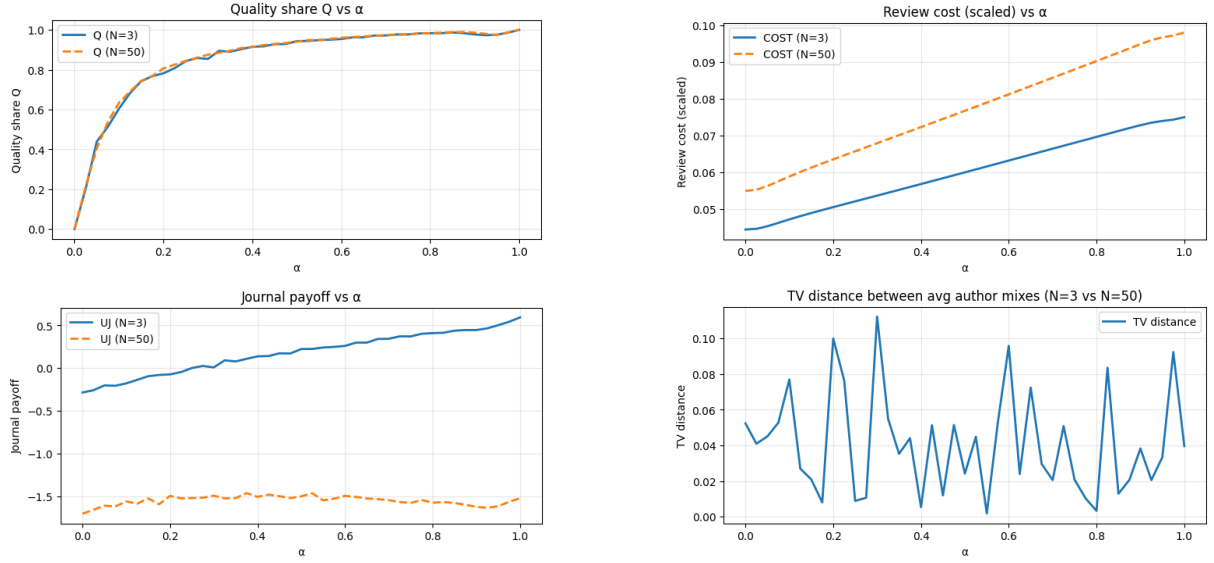 Quality share Q vs α
Q (N=3)
Q (N=50)
Quality share Q
1.0
0.8
0.6
0.4
0.2
0.0
0.0 0.2 0.4 0.6 0.8 1.0
α
Review cost (scaled) vs α
COST (N=3)
COST (N=50)
Review cost (scaled)
0.10
0.09
0.08
0.07
0.06
0.05
0.0 0.2 0.4 0.6 0.8 1.0
α
Journal payoff vs α
UJ (N=3)
UJ (N=50)
Journal payoff
0.5
0.0
−0.5
−1.0
−1.5
0.0 0.2 0.4 0.6 0.8 1.0
α
TV distance between avg author mixes (N=3 vs N=50)
TV distance
TV distance
0.10
0.08
0.06
0.04
0.02
0.00
0.0 0.2 0.4 0.6 0.8 1.0
α